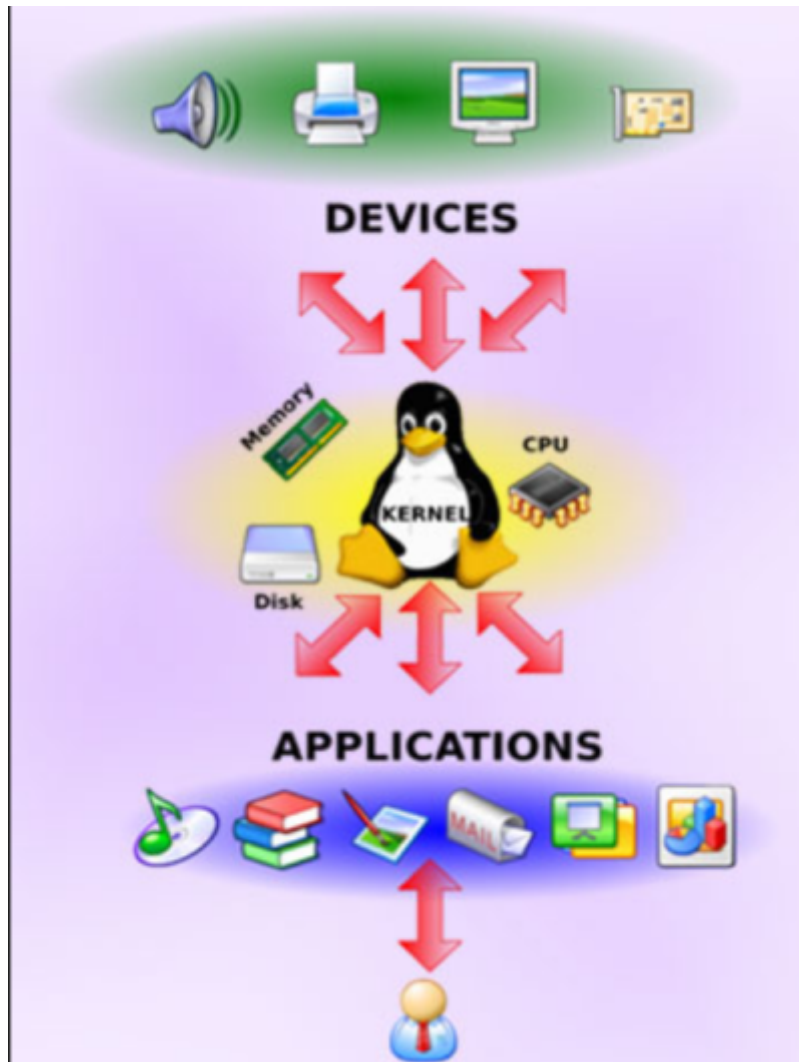 DEVICES
Memory
CPU
KERNEL
Disk
APPLICATIONS
MAIL